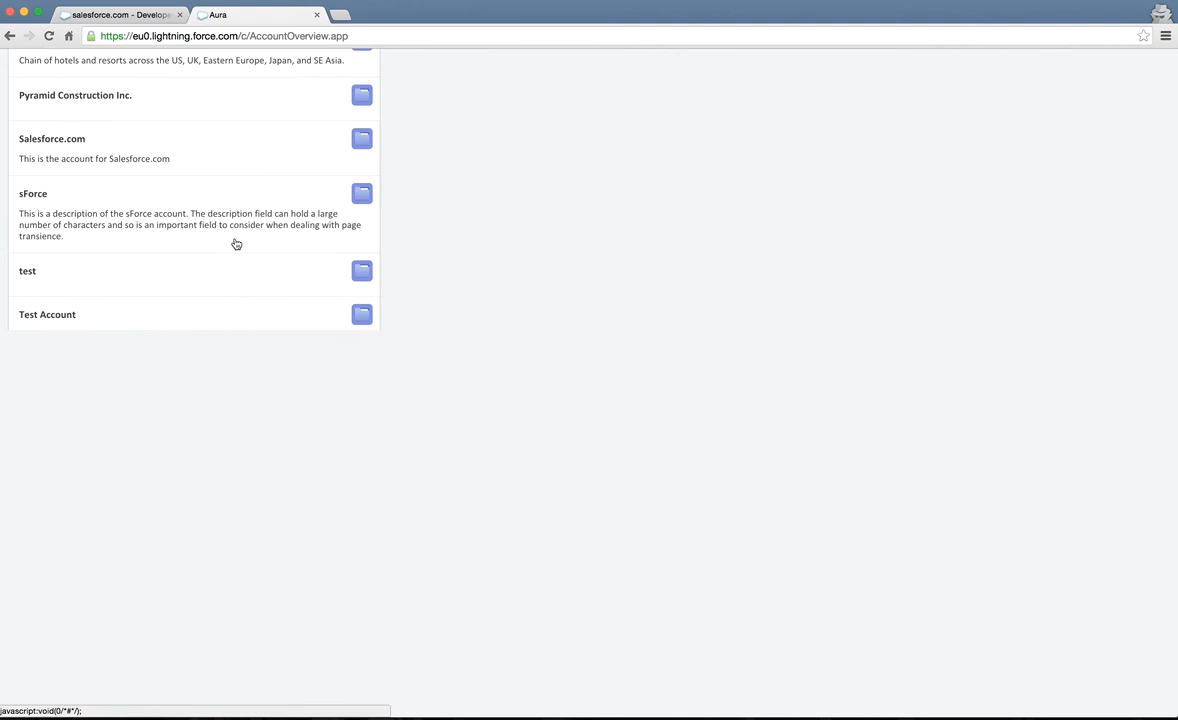 salesforce.com - Develope
Aura
https://eu0.lightning.force.com/c/AccountOverview.app
Chain of hotels and resorts across the US, UK, Eastern Europe, Japan, and SE Asia.
Pyramid Construction Inc.
Salesforce.com
This is the account for Salesforce.com
sForce
This is a description of the sForce account. The description field can hold a large
number of characters and so is an important field to consider when dealing with page
transience.
test
Test Account
javascript:void(0/*#*/);